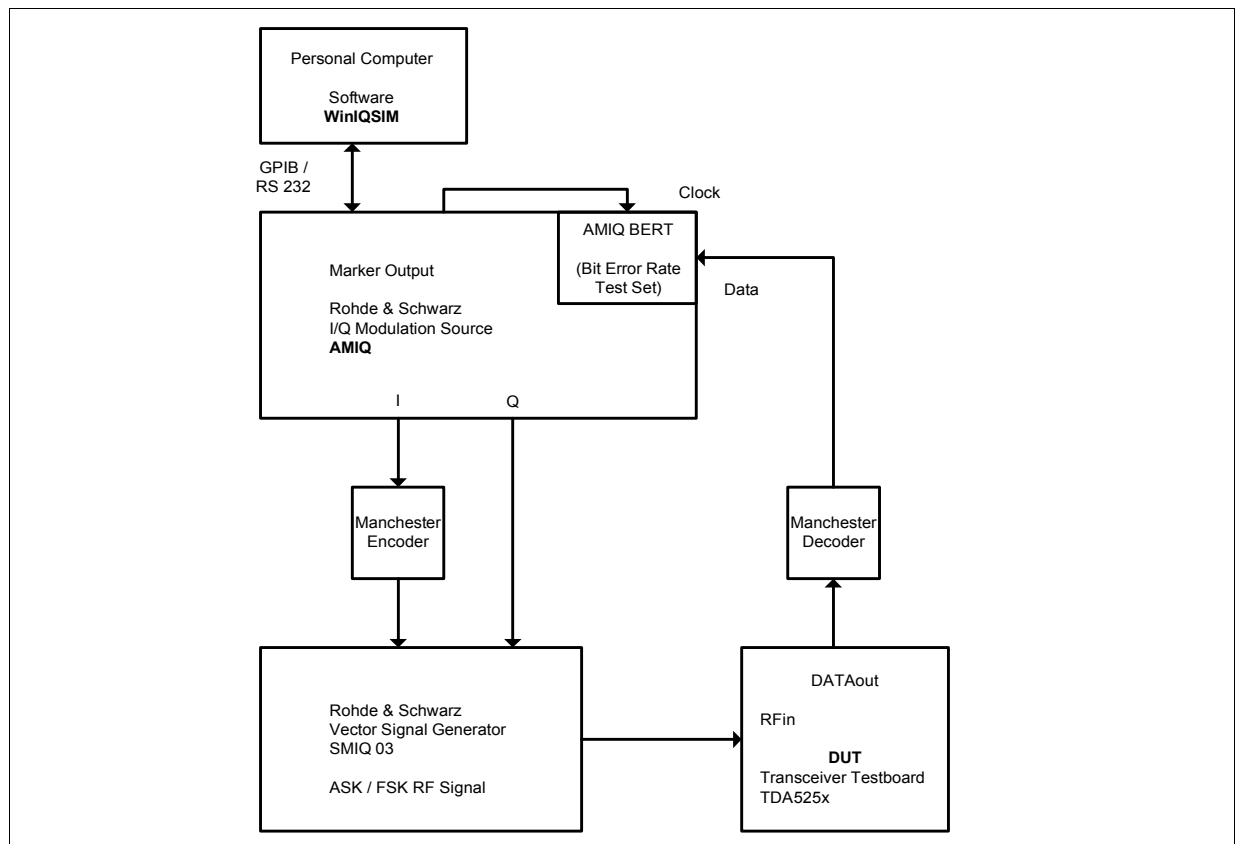 Personal Computer
Software
WinIQSIM
GPIB /
RS 232
Clock
AMIQ BERT
(Bit Error Rate
Test Set)
Data
Marker Output
Rohde & Schwarz
I/Q Modulation Source
AMIQ
I
Q
Manchester
Encoder
Manchester
Decoder
Rohde & Schwarz
Vector Signal Generator
SMIQ 03
ASK / FSK RF Signal
DATAout
RFin
DUT
Transceiver Testboard
TDA525x